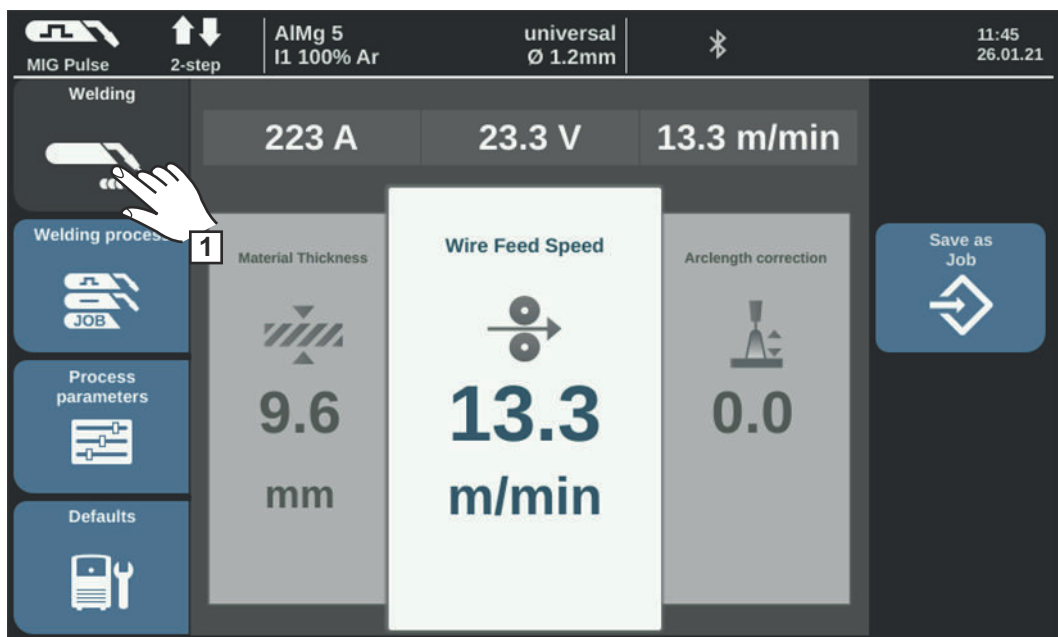 MIG Pulse
2-step
AlMg 5
I1 100% Ar
universal
Ø 1.2mm
11:45
26.01.21
Welding
223 A
23.3 V
13.3 m/min
1
Welding process
Material Thickness
9.6
mm
Wire Feed Speed
13.3
m/min
Arclength correction
0.0
Save as
Job
JOB
Process
parameters
Defaults